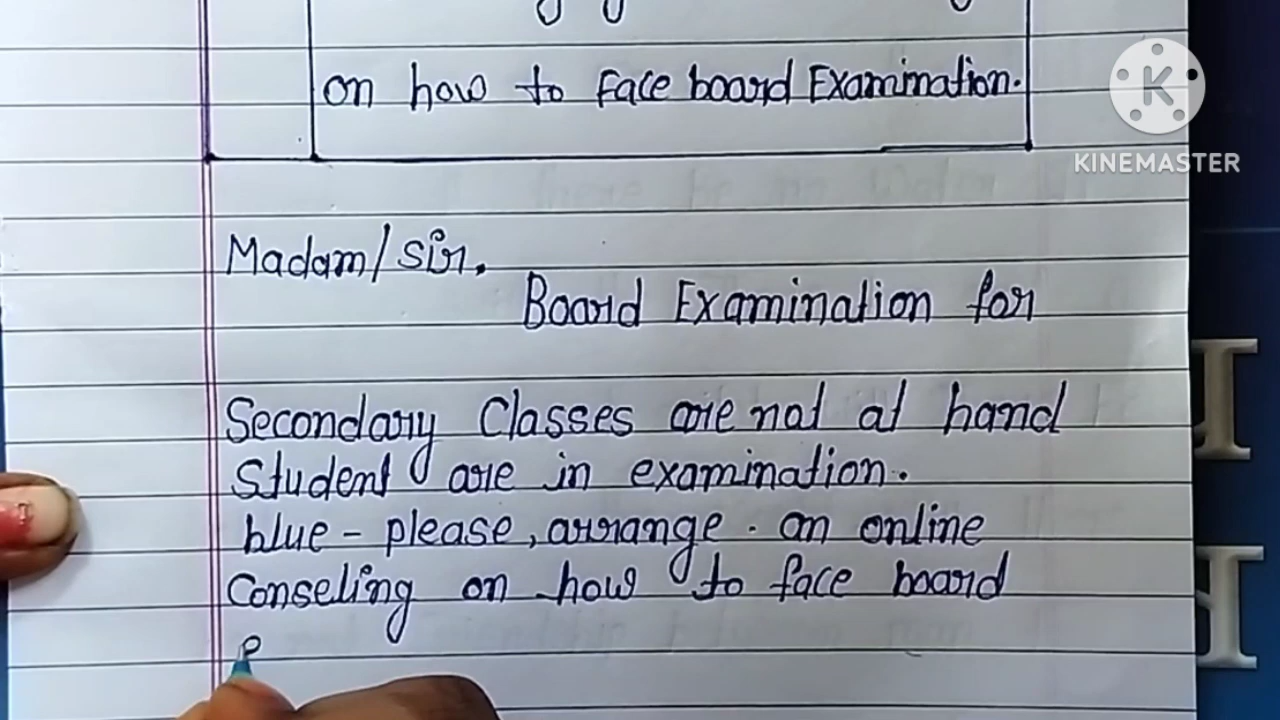 on how to Face board Examination.
K
KINEMASTER
Madam/Sir.
Board Examination for
Secondary Classes are not at hand
Student are in examination.
blue - please, arrange. an online
Conseling on how to face board
e